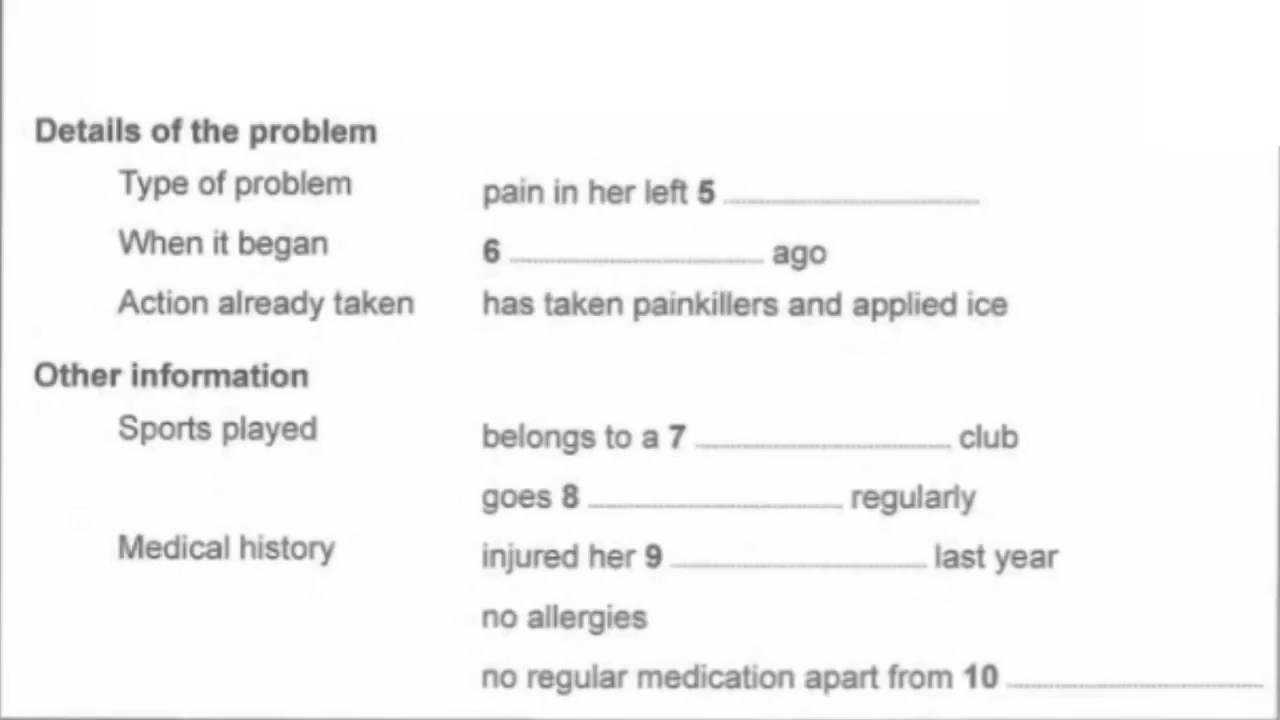 Details of the problem
Type of problem pain in her left 5 ........................
When it began 6 ........................ ago
Action already taken has taken painkillers and applied ice
Other information
Sports played belongs to a 7 ........................ club
goes 8 ........................ regularly
Medical history injured her 9 ........................ last year
no allergies
no regular medication apart from 10 ........................